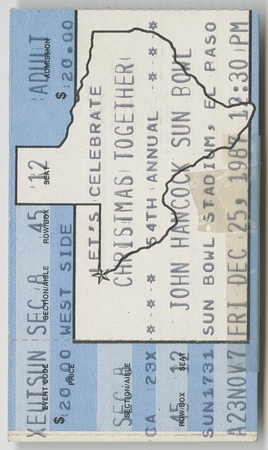 XEUTSUN SEC 8 45 12 ADULT
EVENT CODE SECTION/AISLE ROW/BOX SEAT ADMISSION
$20.00 WEST SIDE $20.00
PRICE
LET'S CELEBRATE
SEC 8 CHRISTMAS TOGETHER
SECTION/AISLE
CA 23X * * * 54TH ANNUAL * * *
45 12 JOHN HANCOCK SUN BOWL
ROW/BOX SEAT
SUN1731 SUN BOWL STADIUM, EL PASO
A23NOV7 FRI DEC 25, 1987 12:30 PM